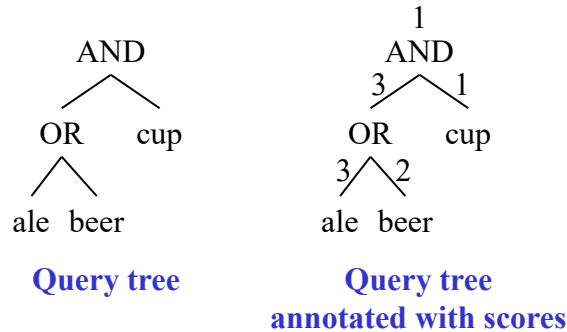 AND
OR cup
ale beer
Query tree
1
AND
3 1
OR cup
3 2
ale beer
Query tree
annotated with scores